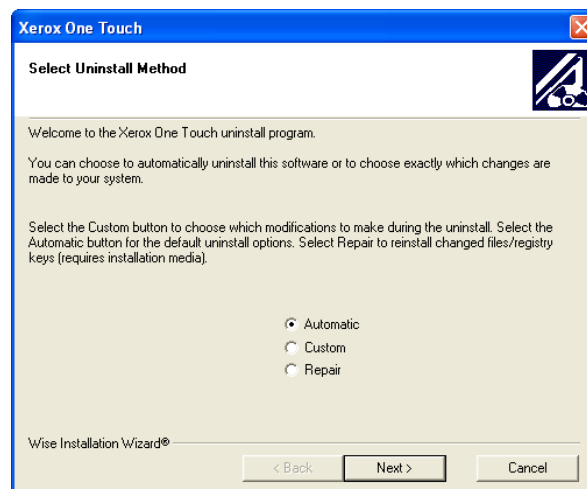 Xerox One Touch
Select Uninstall Method
Welcome to the Xerox One Touch uninstall program.
You can choose to automatically uninstall this software or to choose exactly which changes are
made to your system.
Select the Custom button to choose which modifications to make during the uninstall. Select the
Automatic button for the default uninstall options. Select Repair to reinstall changed files/registry
keys (requires installation media).
Automatic
Custom
Repair
Wise Installation Wizard®
< Back Next > Cancel